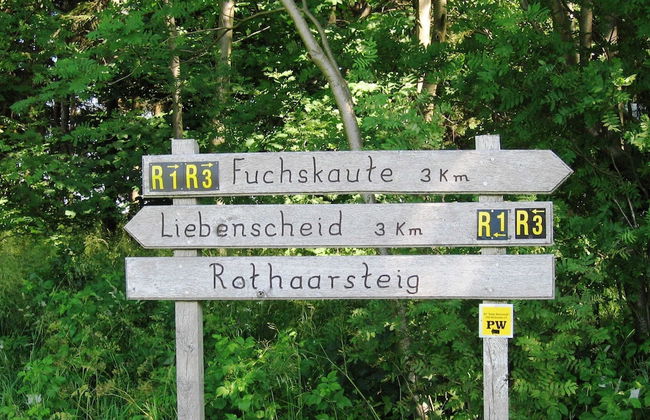 R1 R3 Fuchskaute 3 Km
Liebenscheid 3 Km R1 R3
Rothaarsteig
PW